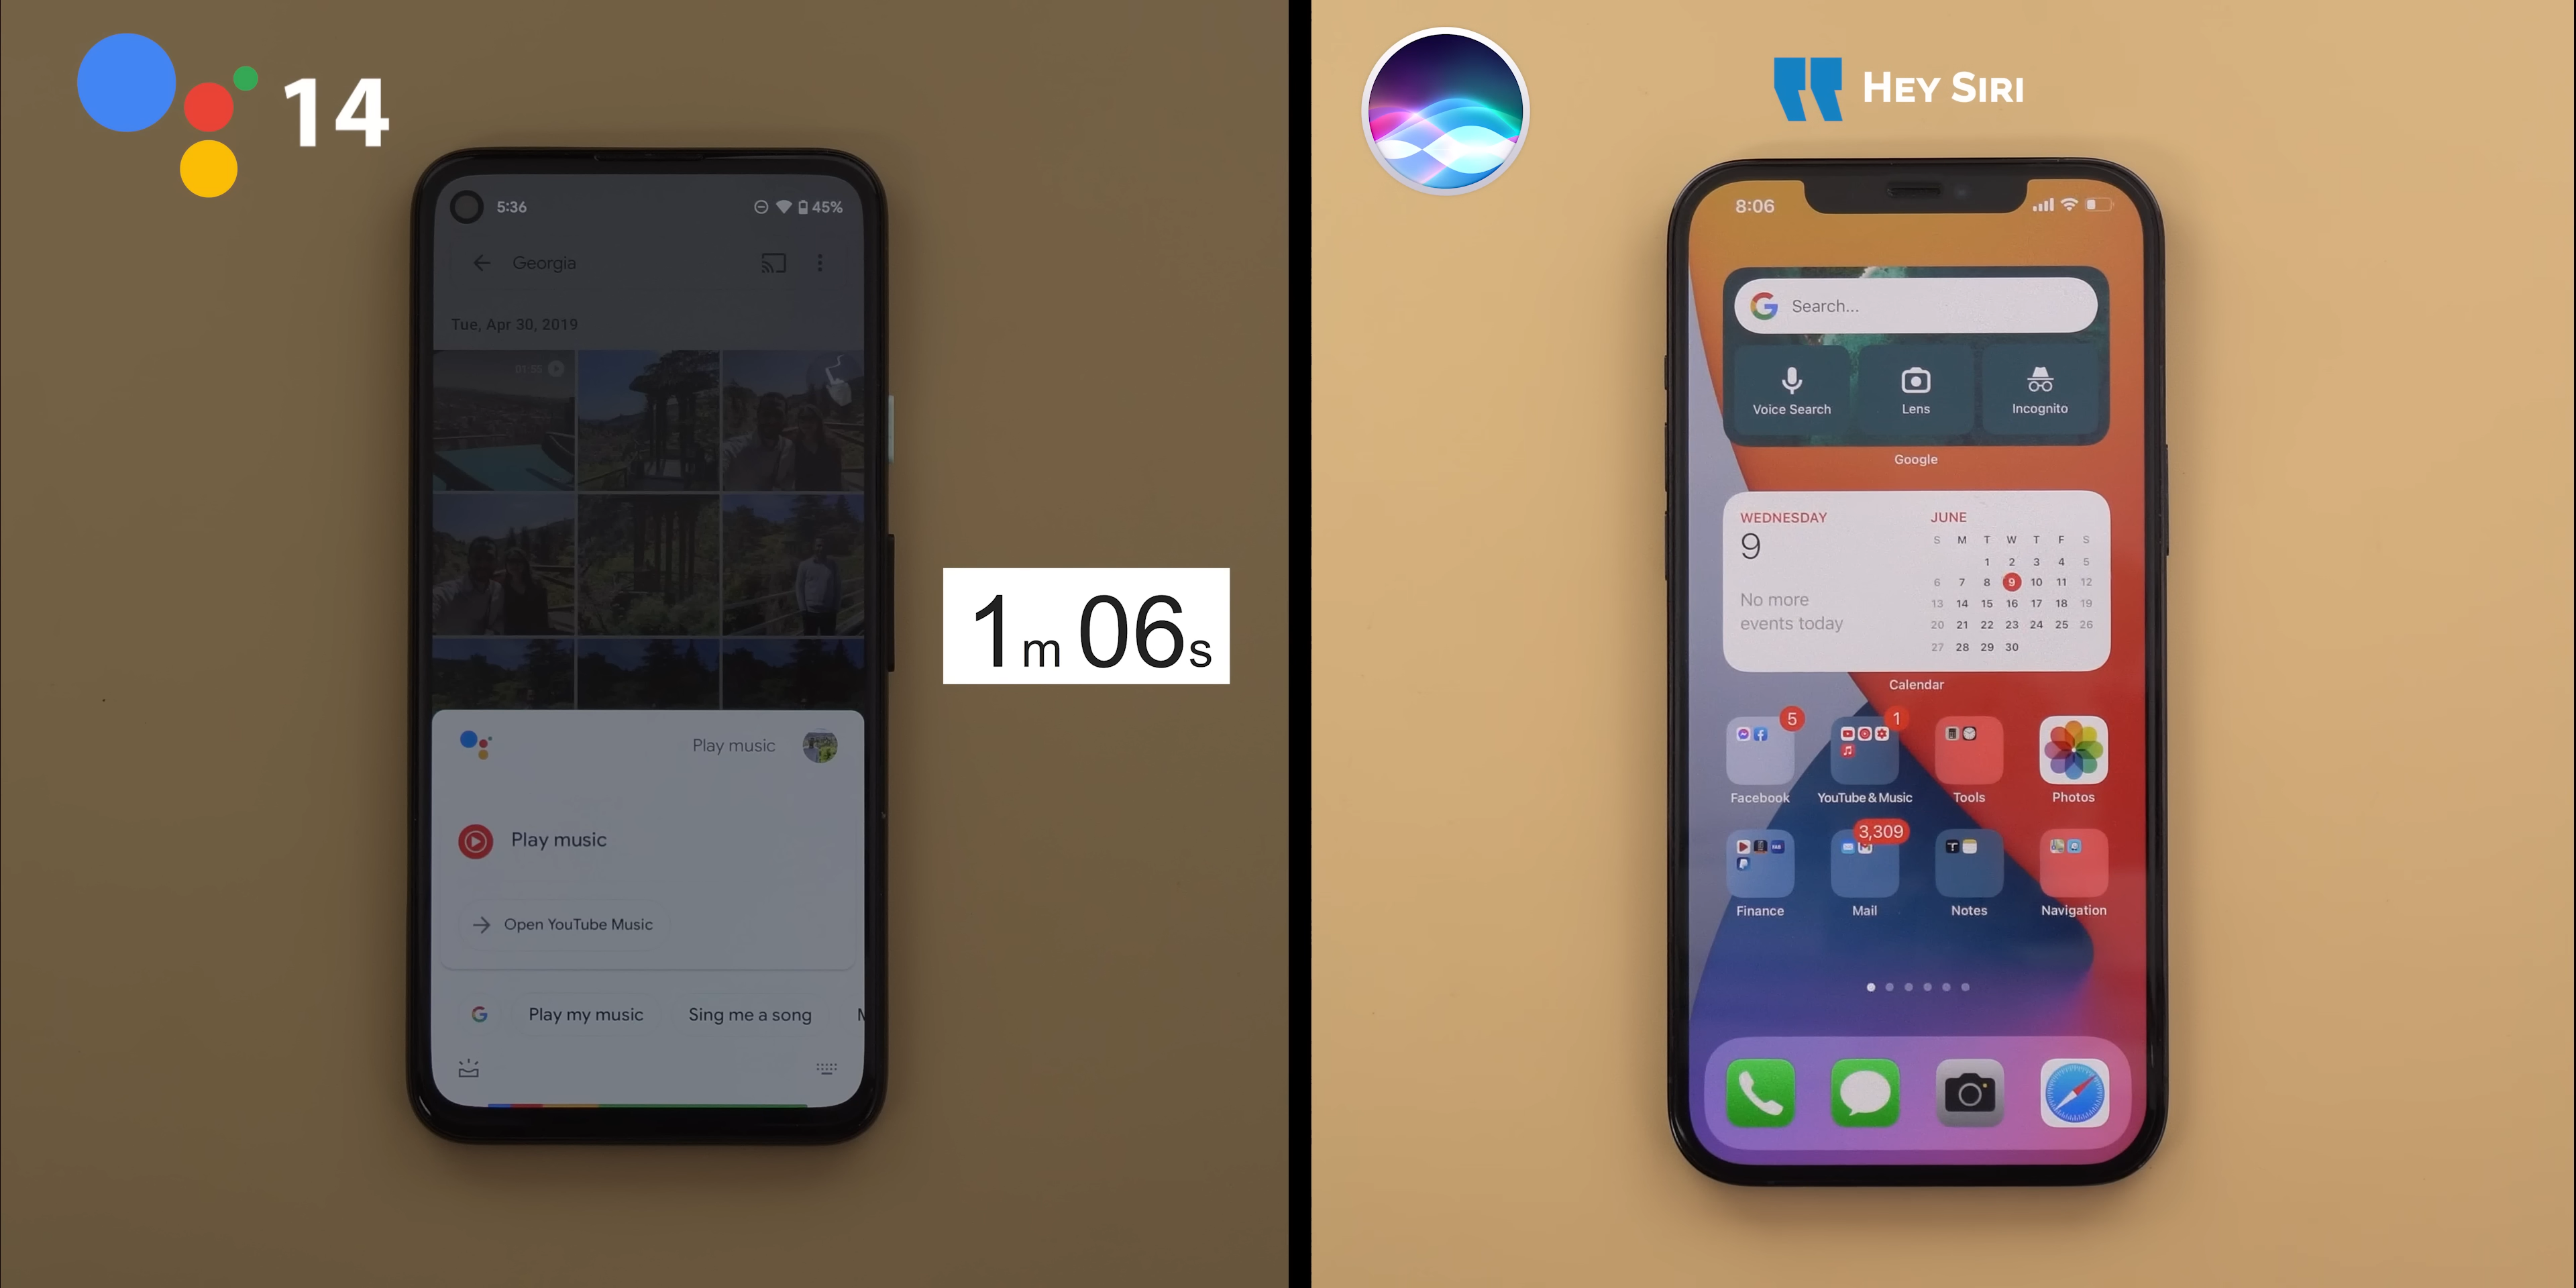 14
5:36
45%
Georgia
Tue, Apr 30, 2019
01:53
1m 06s
Play music
Play music
Open YouTube Music
Play my music
Sing me a song
HEY SIRI
8:06
Search...
Voice Search
Lens
Incognito
Google
WEDNESDAY
9
No more
events today
JUNE
S M T W T F S
1 2 3 4 5
6 7 8 9 10 11 12
13 14 15 16 17 18 19
20 21 22 23 24 25 26
27 28 29 30
Calendar
5
1
Facebook
YouTube & Music
Tools
Photos
3,309
Finance
Mail
Notes
Navigation